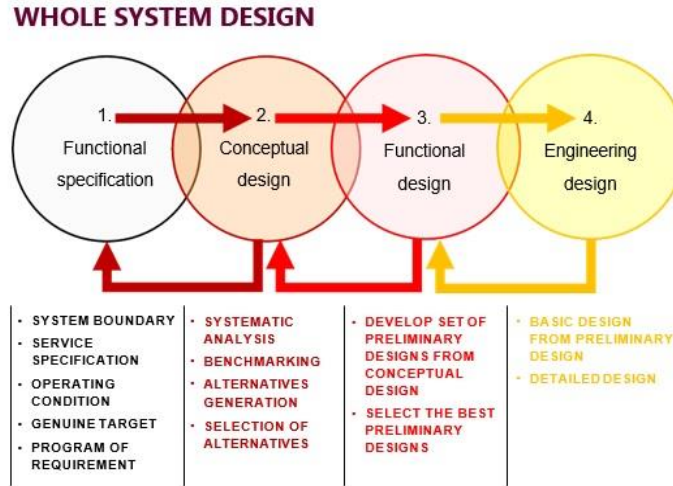 WHOLE SYSTEM DESIGN
1.
Functional
specification
2.
Conceptual
design
3.
Functional
design
4.
Engineering
design
• SYSTEM BOUNDARY
• SERVICE
SPECIFICATION
• OPERATING
CONDITION
• GENUINE TARGET
• PROGRAM OF
REQUIREMENT
• SYSTEMATIC
ANALYSIS
• BENCHMARKING
• ALTERNATIVES
GENERATION
• SELECTION OF
ALTERNATIVES
• DEVELOP SET OF
PRELIMINARY
DESIGNS FROM
CONCEPTUAL
DESIGN
• SELECT THE BEST
PRELIMINARY
DESIGNS
• BASIC DESIGN
FROM PRELIMINARY
DESIGN
• DETAILED DESIGN